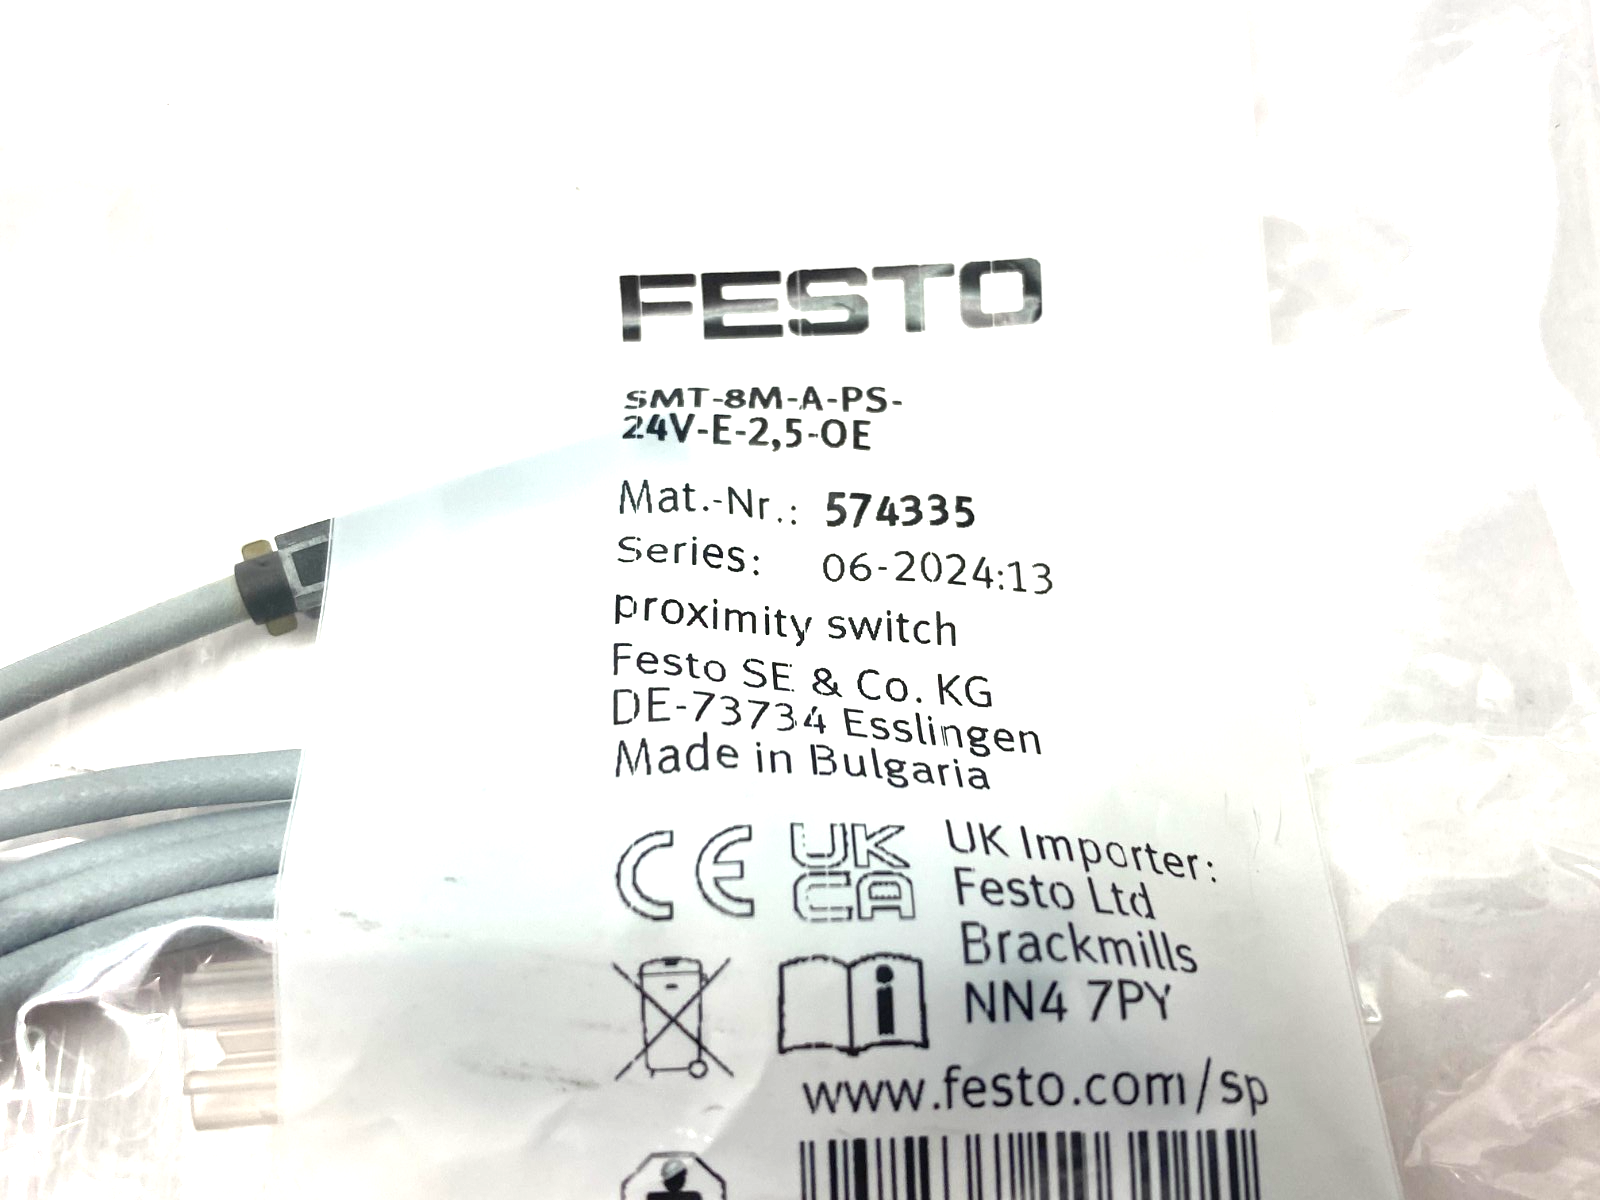 FESTO
SMT-8M-A-PS-
24V-E-2,5-OE
Mat.-Nr.: 574335
Series: 06-2024:13
proximity switch
Festo SE & Co. KG
DE-73734 Esslingen
Made in Bulgaria
CE
UK
CA
UK Importer:
Festo Ltd
Brackmills
NN4 7PY
www.festo.com/sp